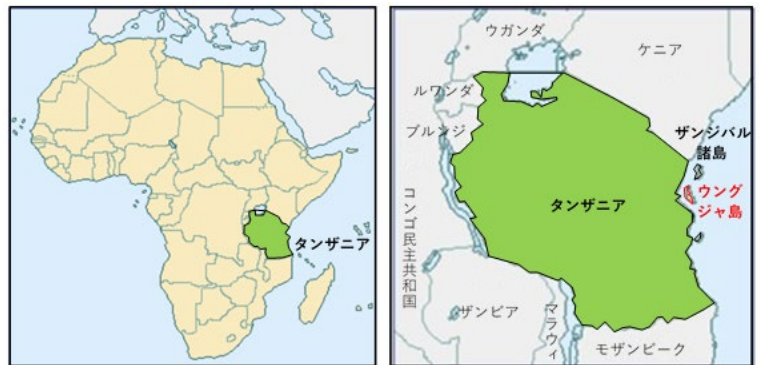 タンザニア
ウガンダ
ケニア
ルワンダ
ブルンジ
ザンジバル
諸島
ウング
ジャ島
タンザニア
コンゴ民主共和国
ザンビア
マラウィ
モザンビーク